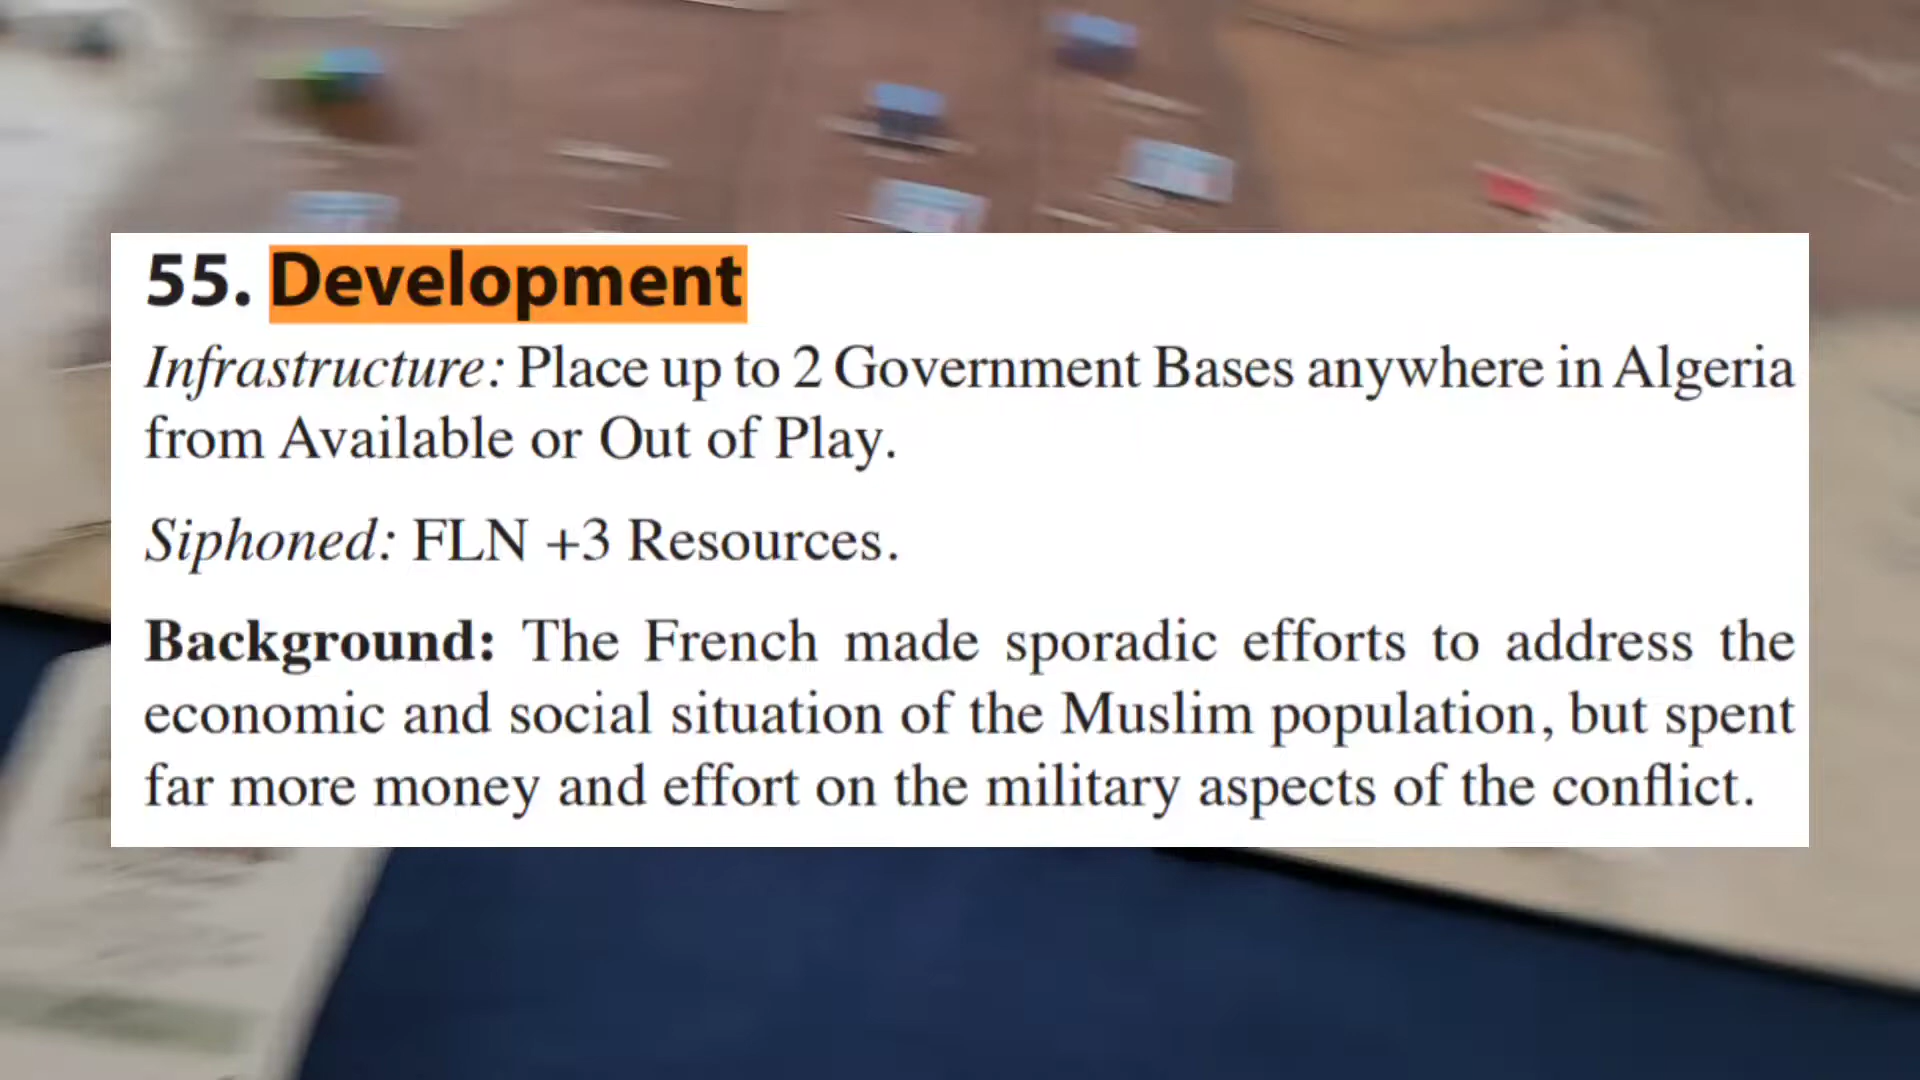 55. Development
Infrastructure: Place up to 2 Government Bases anywhere in Algeria
from Available or Out of Play.
Siphoned: FLN +3 Resources.
Background: The French made sporadic efforts to address the
economic and social situation of the Muslim population, but spent
far more money and effort on the military aspects of the conflict.